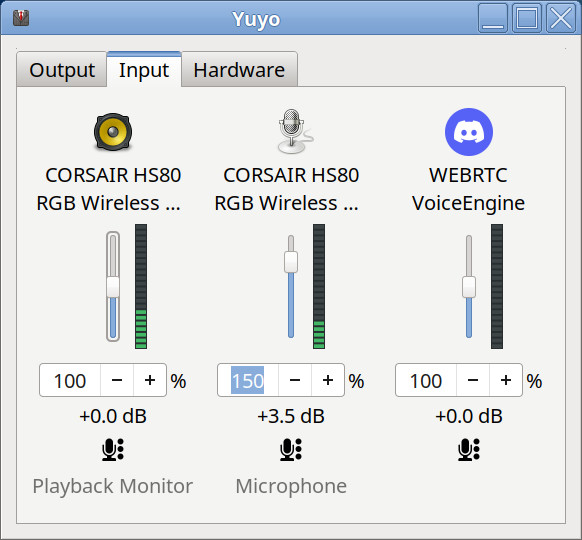 Yuyo
Output Input Hardware
CORSAIR HS80
RGB Wireless ...
CORSAIR HS80
RGB Wireless ...
WEBRTC
VoiceEngine
100 − + %
150 − + %
100 − + %
+0.0 dB
+3.5 dB
+0.0 dB
Playback Monitor
Microphone